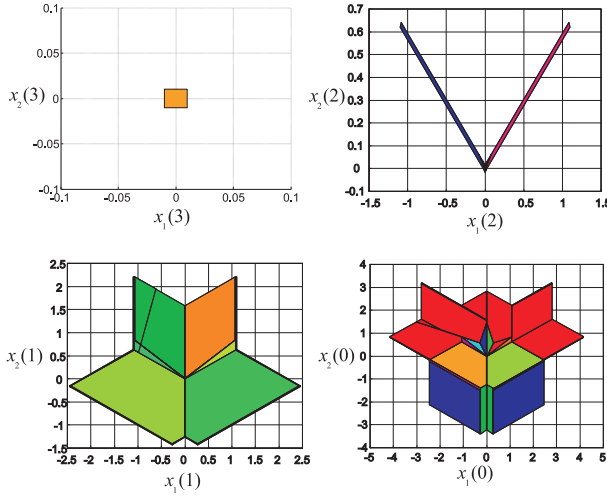 0.1
0.05
0
-0.05
-0.1
-0.1 -0.05 0 0.05 0.1
x₂(3)
x₁(3)
0.7
0.6
0.5
0.4
0.3
0.2
0.1
0
-0.1
-1.5 -1 -0.5 0 0.5 1 1.5
x₂(2)
x₁(2)
2.5
2
1.5
1
0.5
0
-0.5
-1
-1.5
-2.5 -2 -1.5 -1 -0.5 0 0.5 1 1.5 2 2.5
x₂(1)
x₁(1)
4
3
2
1
0
-1
-2
-3
-4
-5 -4 -3 -2 -1 0 1 2 3 4 5
x₂(0)
x₁(0)